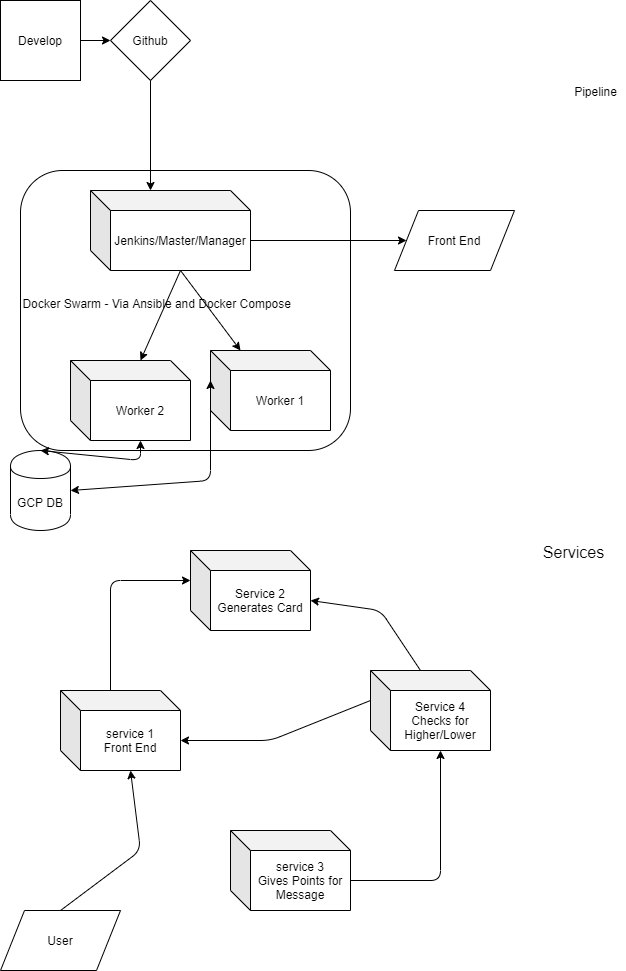 Develop
Github
Pipeline
Jenkins/Master/Manager
Front End
Docker Swarm - Via Ansible and Docker Compose
Worker 2
Worker 1
GCP DB
Services
Service 2
Generates Card
Service 4
Checks for
Higher/Lower
service 1
Front End
service 3
Gives Points for
Message
User